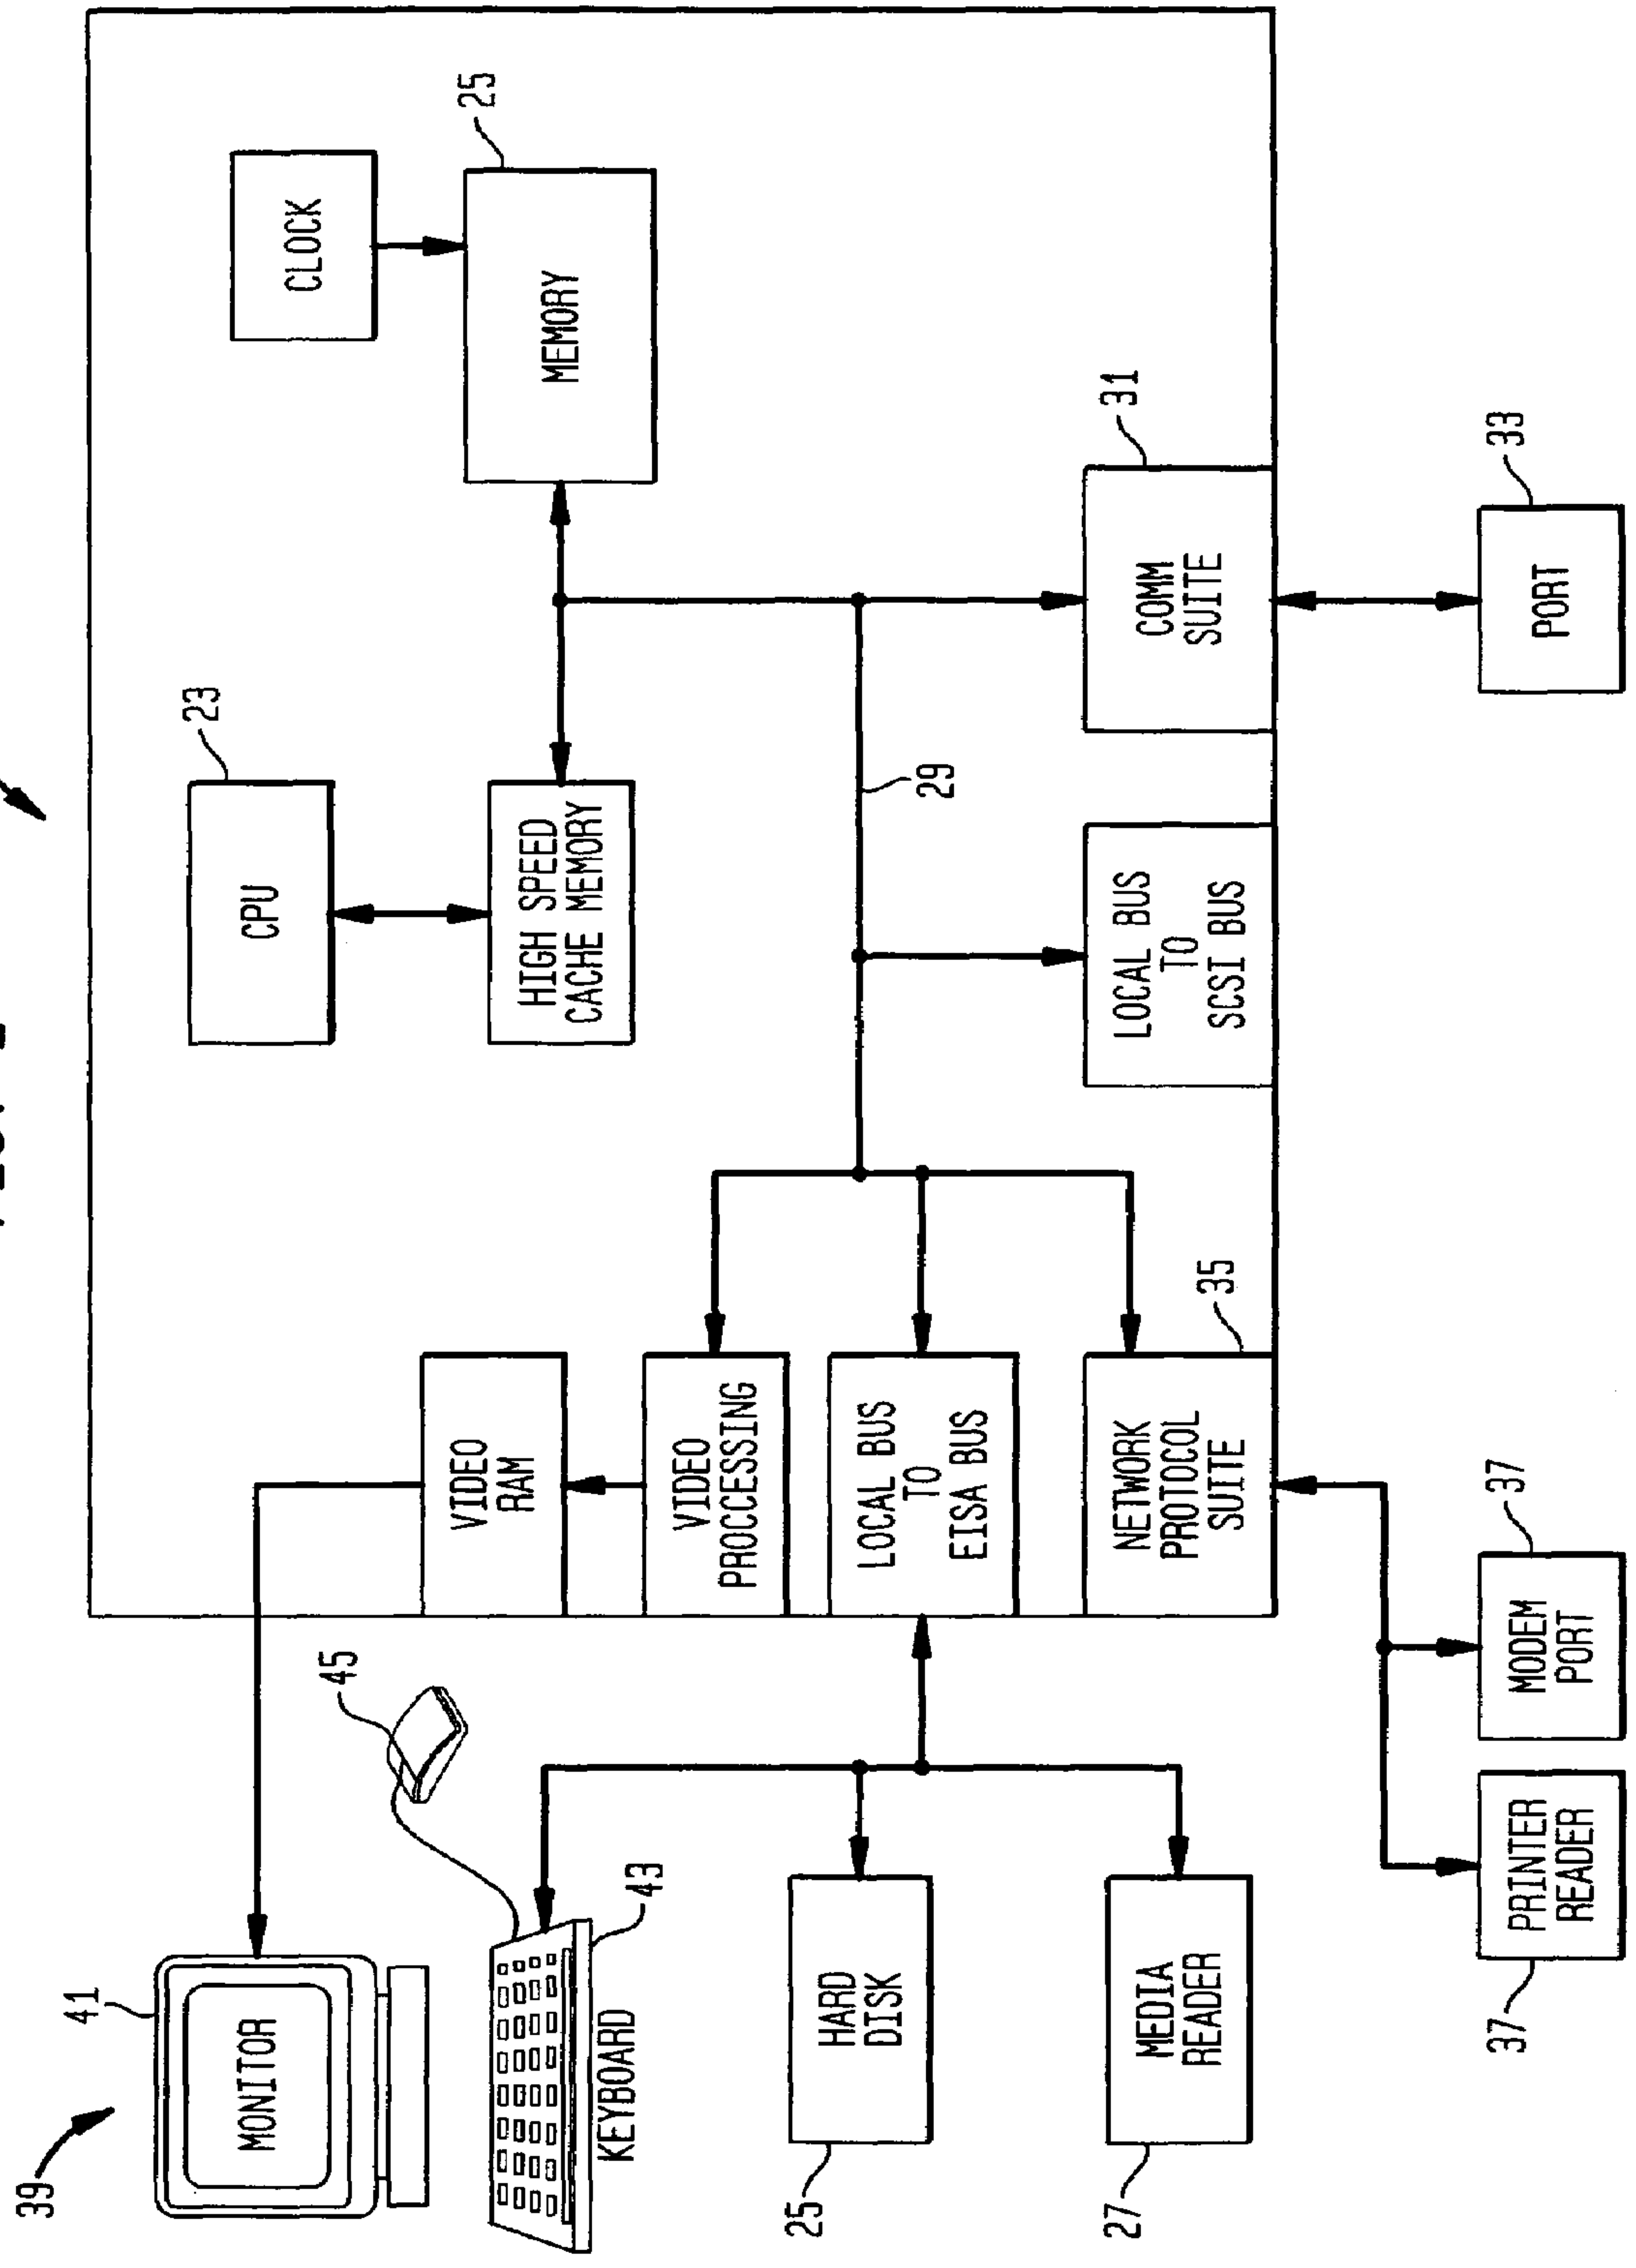 39
41
MONITOR
45
KEYBOARD
43
25
HARD
DISK
27
MEDIA
READER
VIDEO
RAM
VIDEO
PROCCESSING
LOCAL BUS
TO
EISA BUS
NETWORK
PROTOCOL
SUITE
35
CPU
23
HIGH SPEED
CACHE MEMORY
CLOCK
MEMORY
25
29
LOCAL BUS
TO
SCSI BUS
COMM
SUITE
31
PORT
33
PRINTER
READER
37
MODEM
PORT
37